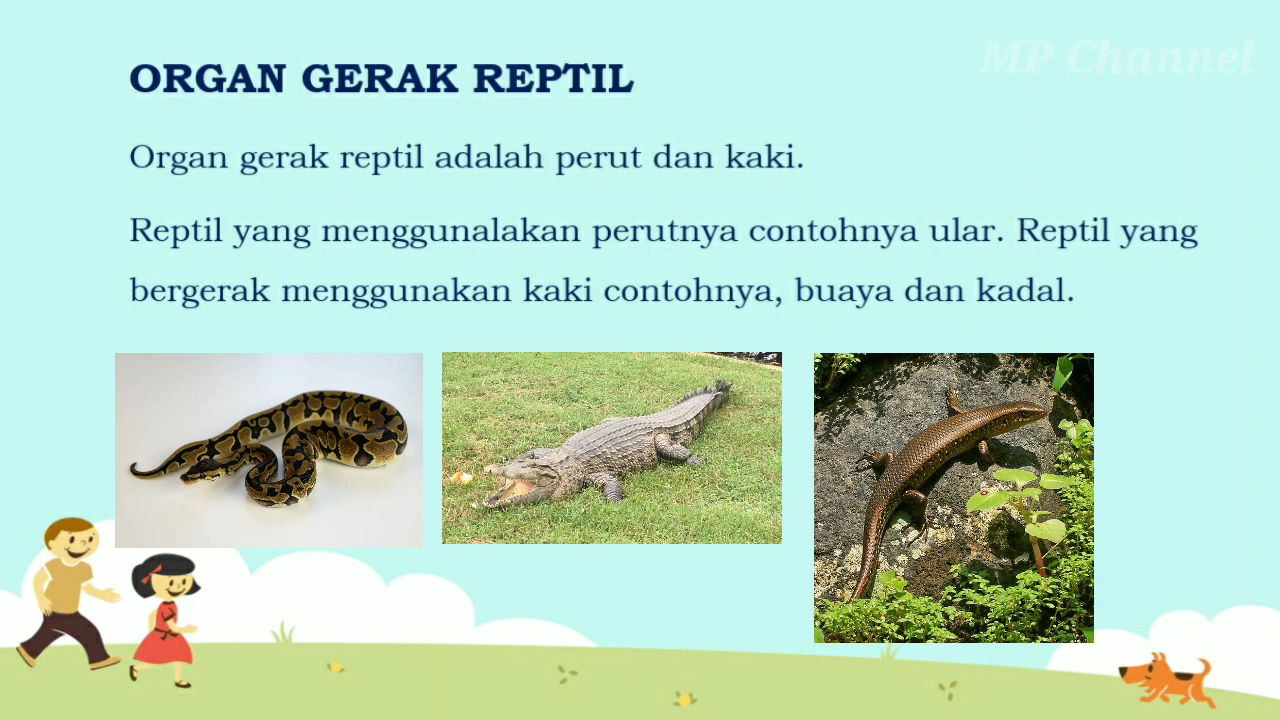 MP Channel
ORGAN GERAK REPTIL
Organ gerak reptil adalah perut dan kaki.
Reptil yang menggunalakan perutnya contohnya ular. Reptil yang
bergerak menggunakan kaki contohnya, buaya dan kadal.